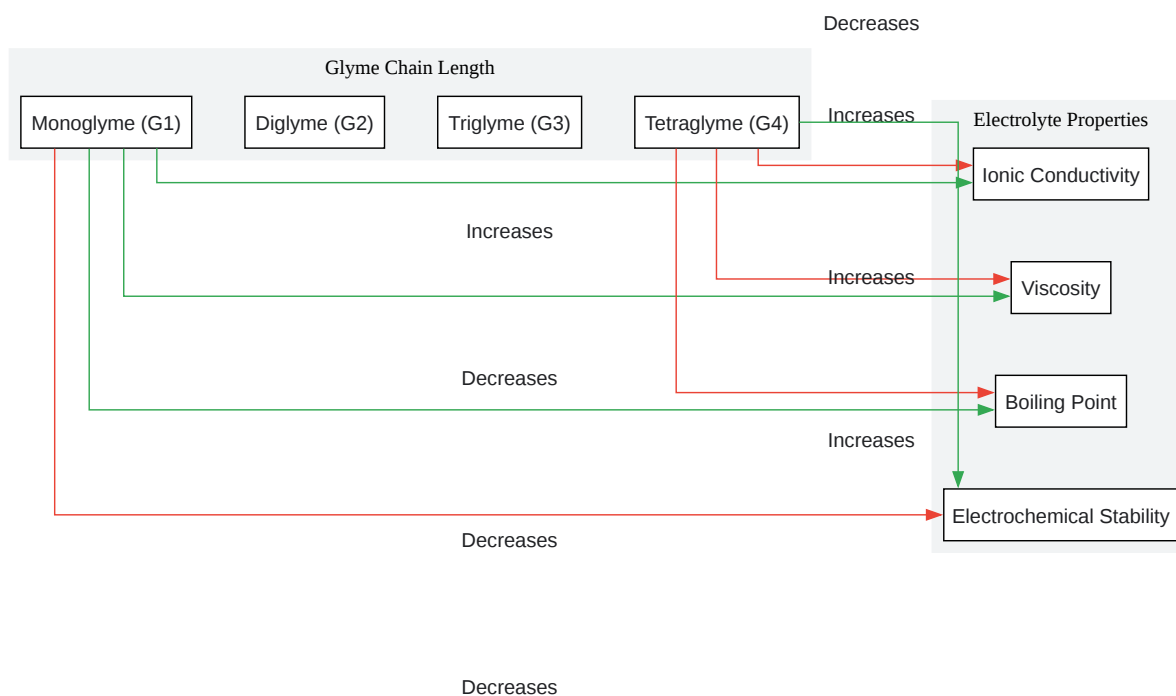 Decreases
Glyme Chain Length
Monoglyme (G1)
Diglyme (G2)
Triglyme (G3)
Tetraglyme (G4)
Increases
Electrolyte Properties
Ionic Conductivity
Increases
Increases
Viscosity
Decreases
Boiling Point
Increases
Electrochemical Stability
Decreases
Decreases